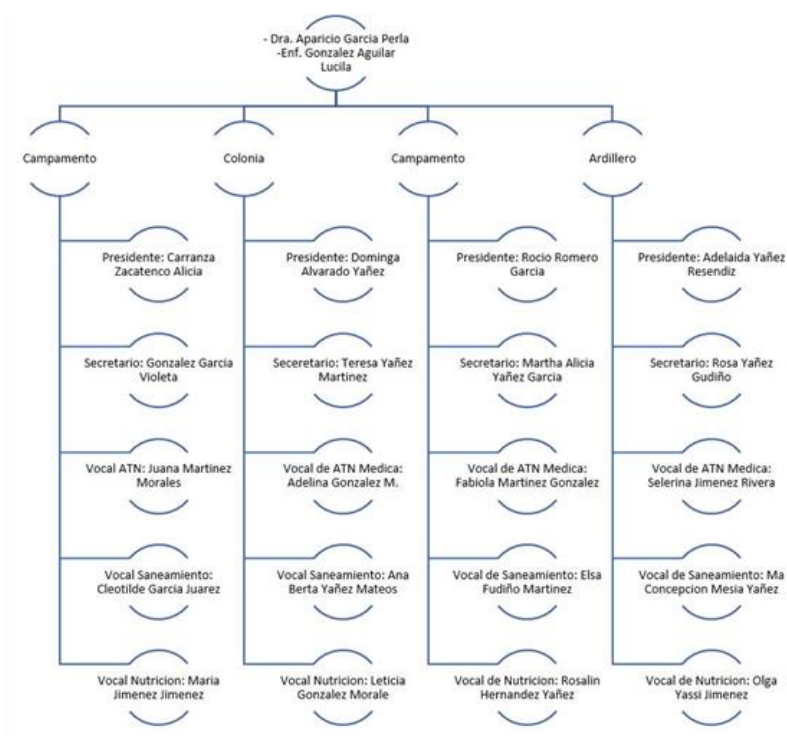 - Dra. Aparicio Garcia Perla
-Enf. Gonzalez Aguilar
Lucila
Campamento
Colonia
Campamento
Ardillero
Presidente: Carranza
Zacatenco Alicia
Presidente: Dominga
Alvarado Yañez
Presidente: Rocio Romero
Garcia
Presidente: Adelaida Yañez
Resendiz
Secretario: Gonzalez Garcia
Violeta
Seceretario: Teresa Yañez
Martinez
Secretario: Martha Alicia
Yañez Garcia
Secretario: Rosa Yañez
Gudiño
Vocal ATN: Juana Martinez
Morales
Vocal de ATN Medica:
Adelina Gonzalez M.
Vocal de ATN Medica:
Fabiola Martinez Gonzalez
Vocal de ATN Medica:
Selerina Jimenez Rivera
Vocal Saneamiento:
Cleotilde Garcia Juarez
Vocal Saneamiento: Ana
Berta Yañez Mateos
Vocal de Saneamiento: Elsa
Fudiño Martinez
Vocal de Saneamiento: Ma
Concepcion Mesia Yañez
Vocal Nutricion: Maria
Jimenez Jimenez
Vocal Nutricion: Leticia
Gonzalez Morale
Vocal de Nutricion: Rosalin
Hernandez Yañez
Vocal de Nutricion: Olga
Yassi Jimenez